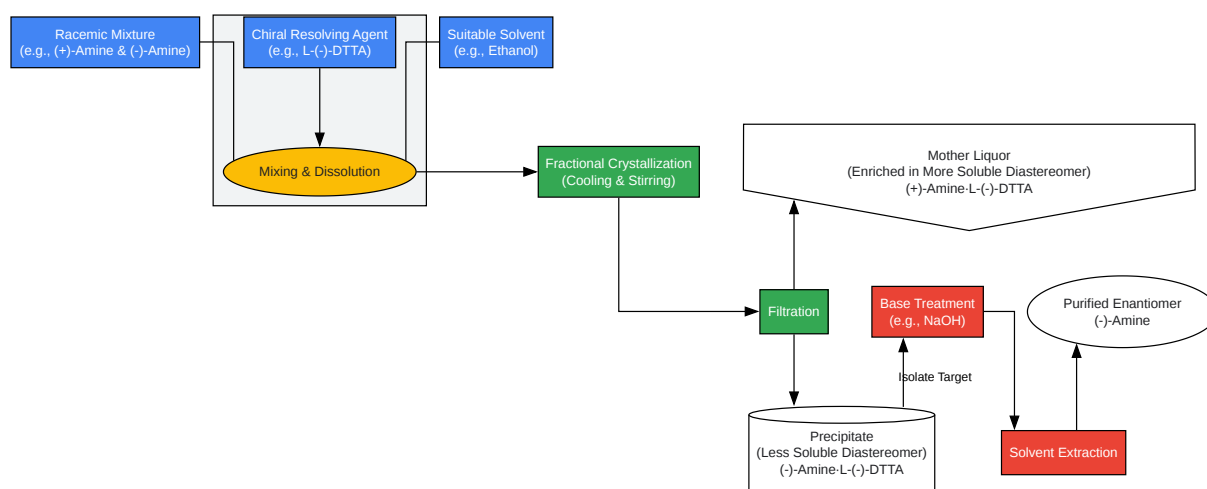 Racemic Mixture
(e.g., (+)-Amine & (-)-Amine)
Chiral Resolving Agent
(e.g., L-(-)-DTTA)
Suitable Solvent
(e.g., Ethanol)
Mixing & Dissolution
Fractional Crystallization
(Cooling & Stirring)
Mother Liquor
(Enriched in More Soluble Diastereomer)
(+)-Amine·L-(-)-DTTA
Filtration
Base Treatment
(e.g., NaOH)
Purified Enantiomer
(-)-Amine
Isolate Target
Precipitate
(Less Soluble Diastereomer)
(-)-Amine·L-(-)-DTTA
Solvent Extraction